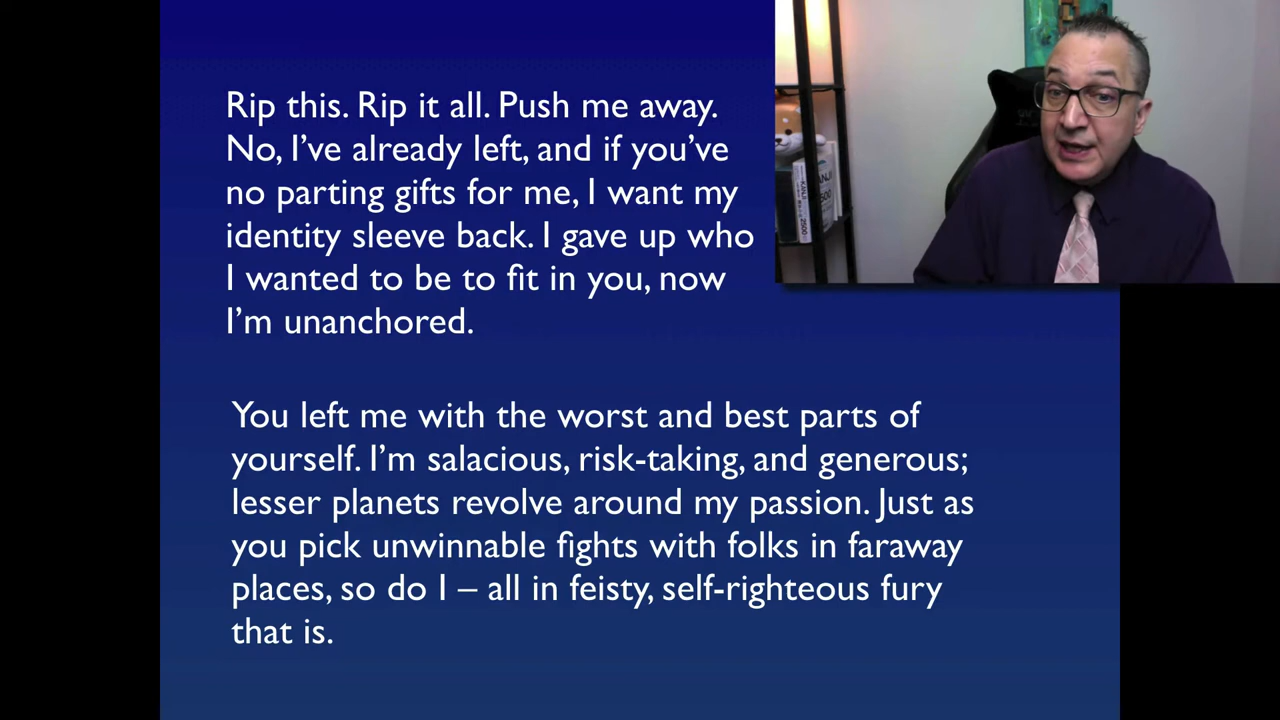 Rip this. Rip it all. Push me away.
No, I’ve already left, and if you’ve
no parting gifts for me, I want my
identity sleeve back. I gave up who
I wanted to be to fit in you, now
I’m unanchored.
You left me with the worst and best parts of
yourself. I’m salacious, risk-taking, and generous;
lesser planets revolve around my passion. Just as
you pick unwinnable fights with folks in faraway
places, so do I – all in feisty, self-righteous fury
that is.